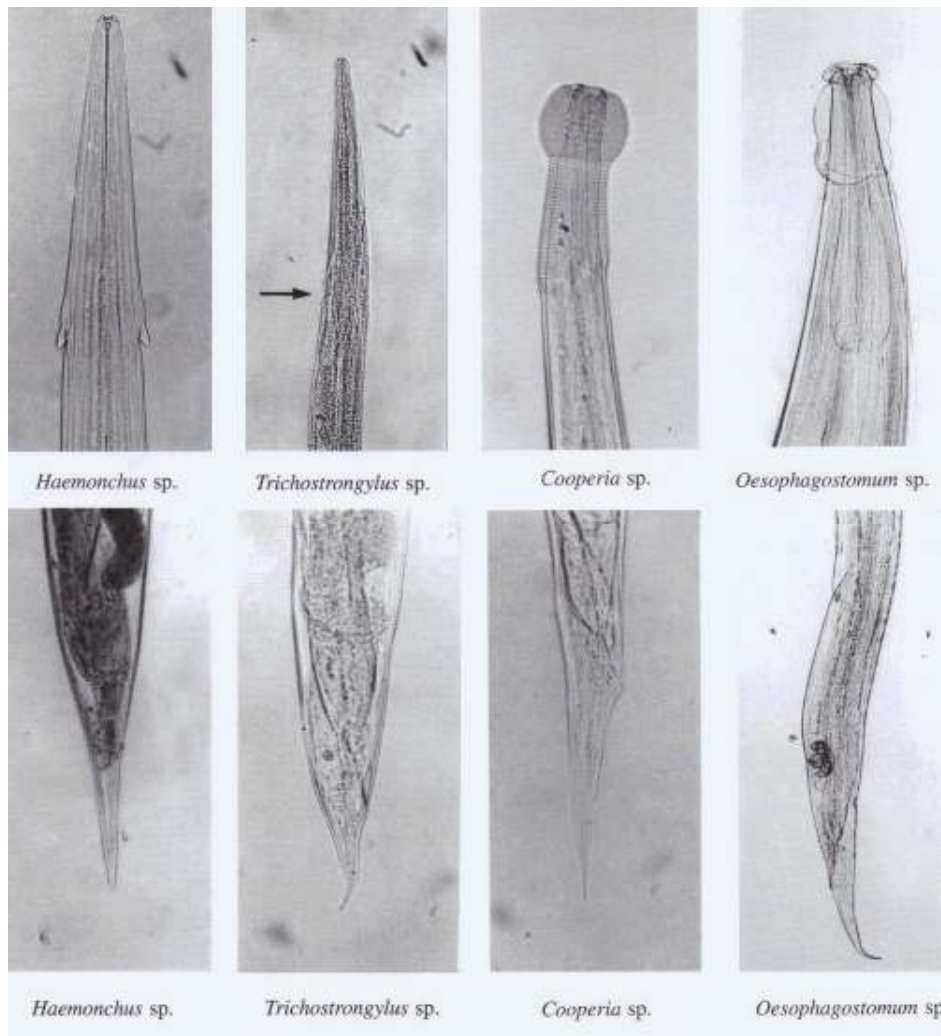 Haemonchus sp. Trichostrongylus sp. Cooperia sp. Oesophagostomum sp.
Haemonchus sp. Trichostrongylus sp. Cooperia sp. Oesophagostomum sp